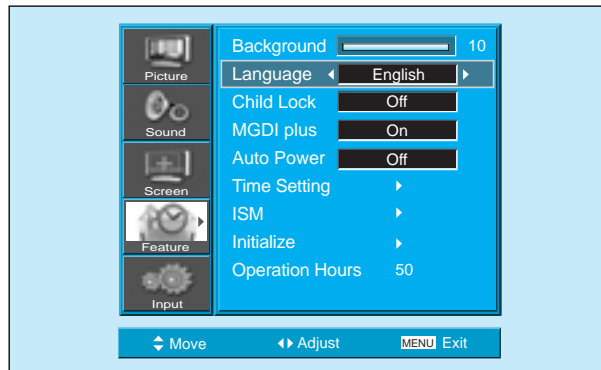 Picture
Sound
Screen
Feature
Input
Background 10
Language English
Child Lock Off
MGDI plus On
Auto Power Off
Time Setting
ISM
Initialize
Operation Hours 50
Move Adjust MENU Exit